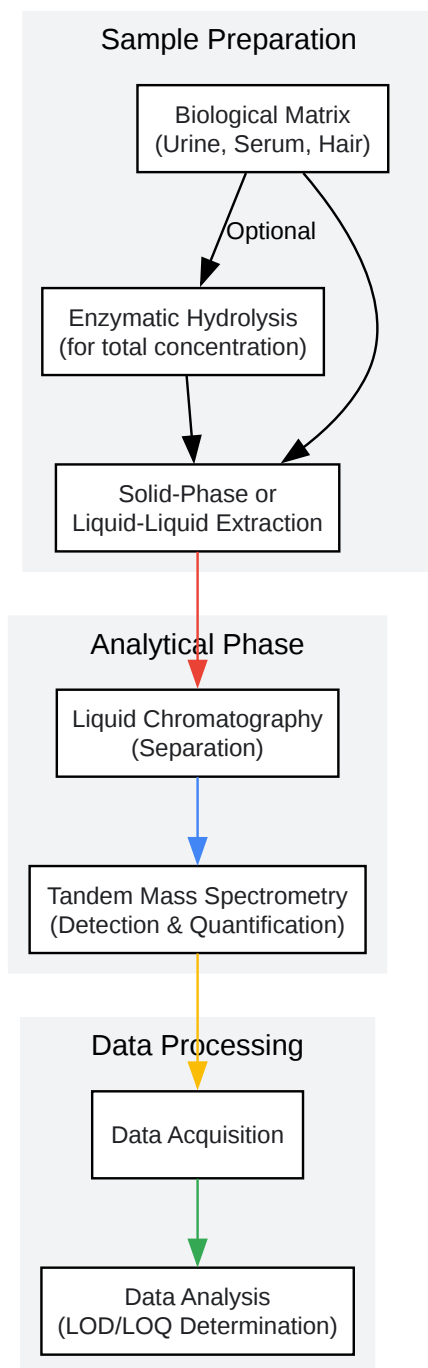 Sample Preparation
Biological Matrix
(Urine, Serum, Hair)
Optional
Enzymatic Hydrolysis
(for total concentration)
Solid-Phase or
Liquid-Liquid Extraction
Analytical Phase
Liquid Chromatography
(Separation)
Tandem Mass Spectrometry
(Detection & Quantification)
Data Processing
Data Acquisition
Data Analysis
(LOD/LOQ Determination)